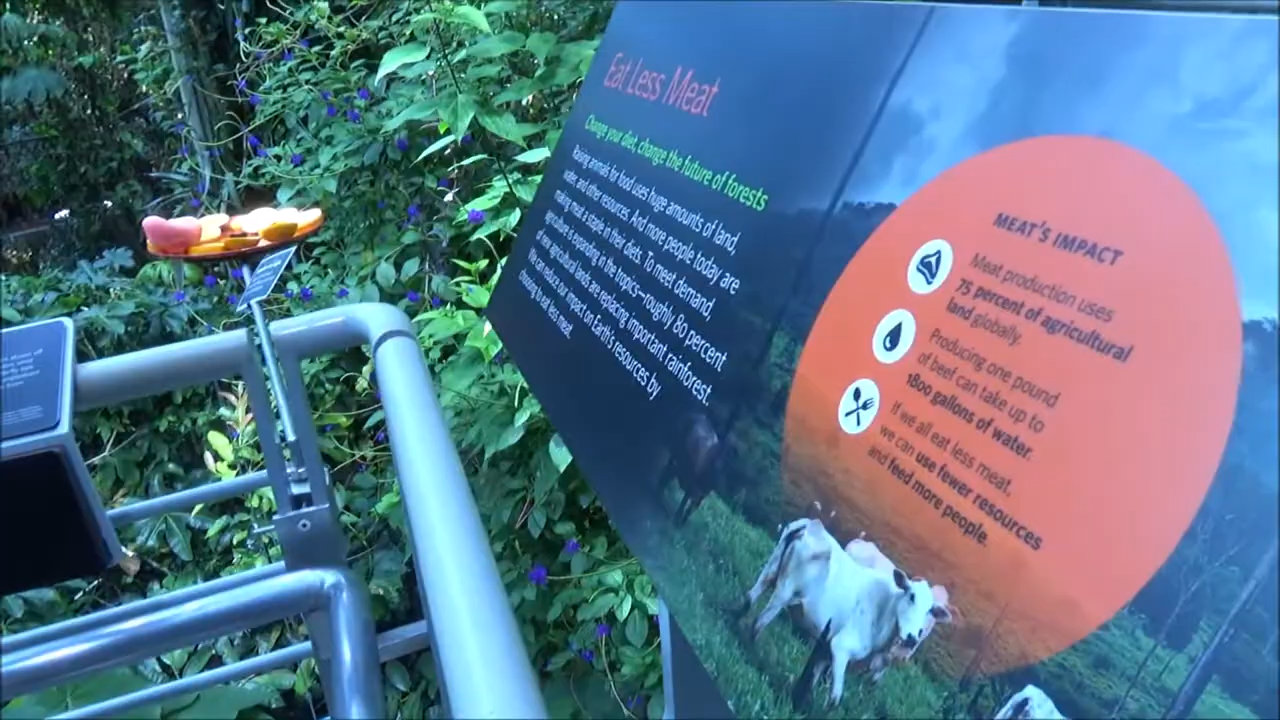 Eat Less Meat
Change your diet, change the future of forests
Raising animals for food uses huge amounts of land,
water, and other resources. And more people today are
making meat a staple in their diets. To meet demand,
agriculture is expanding in the tropics—roughly 80 percent
of new agricultural lands are replacing important rainforest.
We can reduce our impact on Earth's resources by
choosing to eat less meat.
MEAT'S IMPACT
Meat production uses
75 percent of agricultural
land globally.
Producing one pound
of beef can take up to
1800 gallons of water.
If we all eat less meat,
we can use fewer resources
and feed more people.